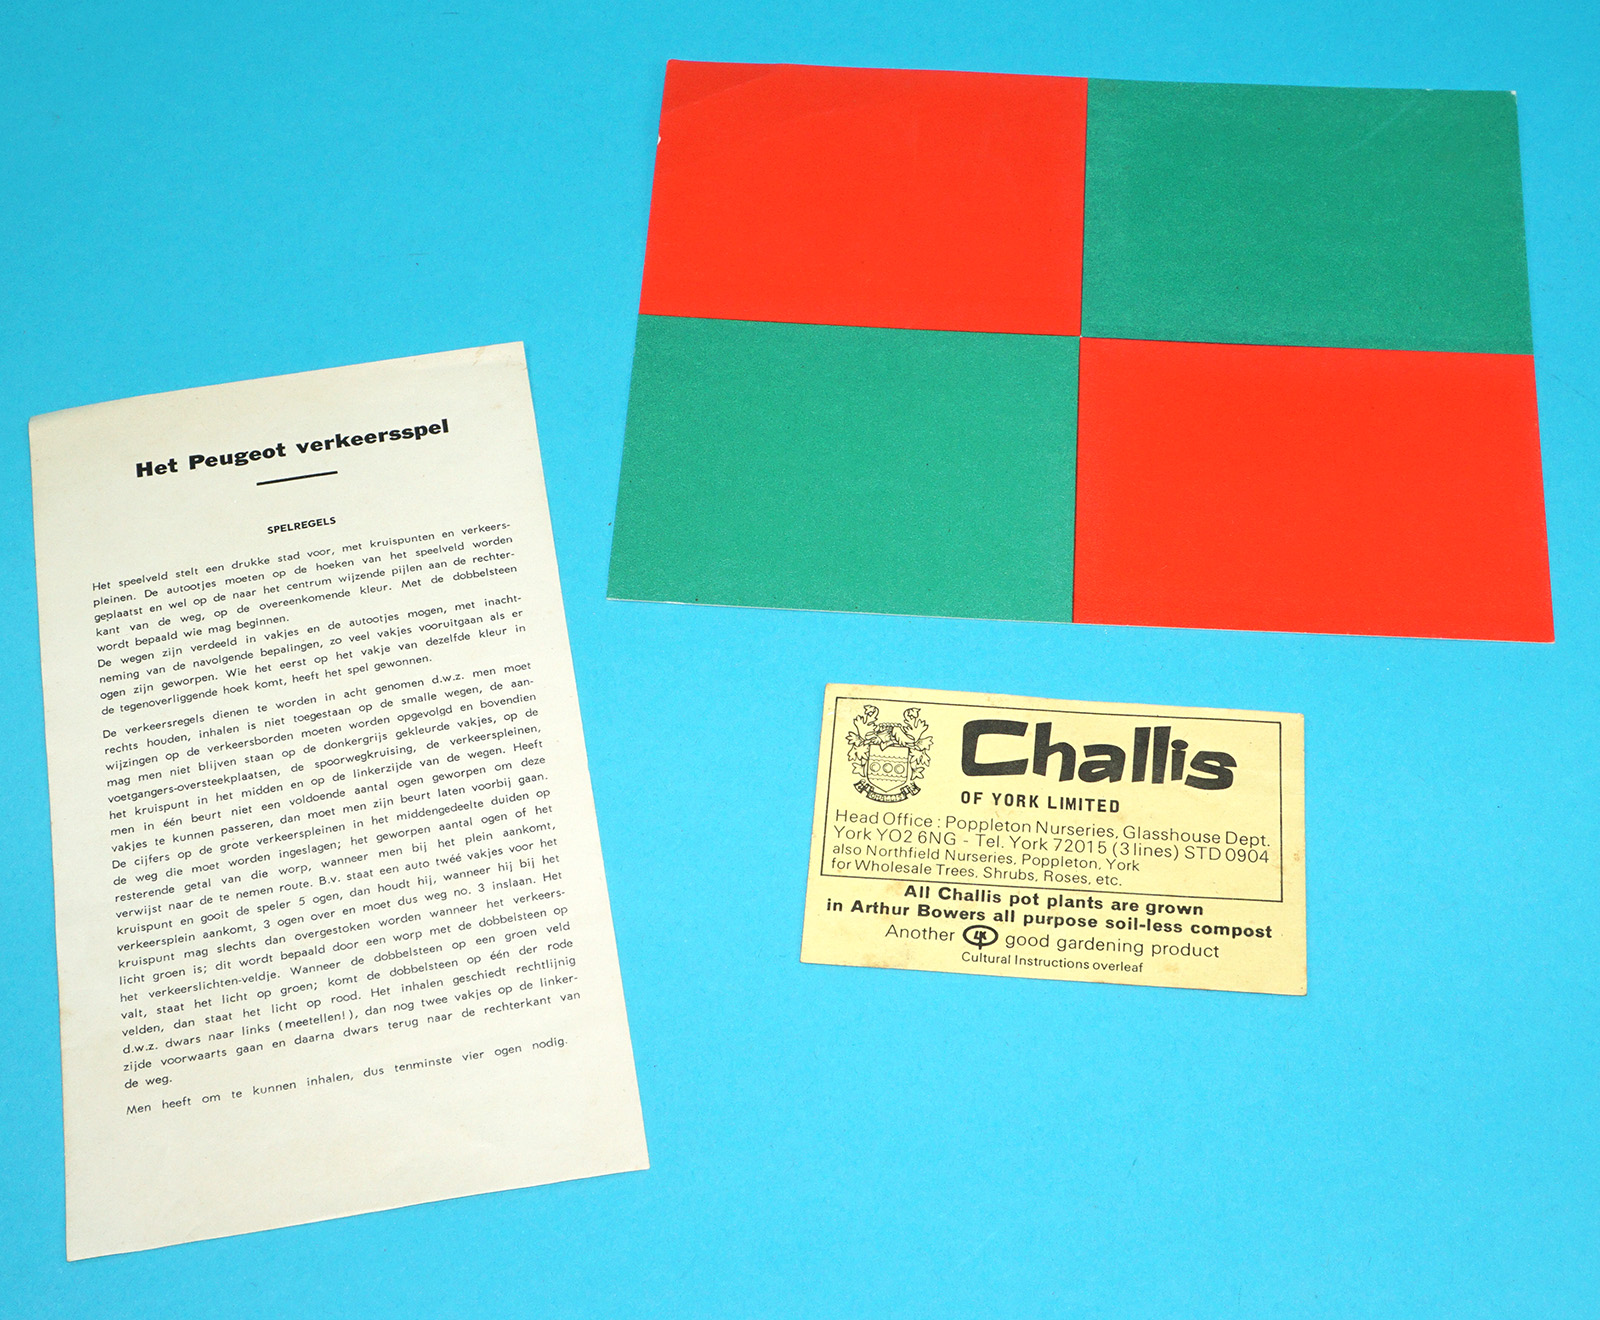 Het Peugeot verkeersspel
SPELREGELS
Het speelveld stelt een drukke stad voor, met kruispunten en verkeers-
pleinen. De autootjes moeten op de hoeken van het speelveld worden
geplaatst en wel op de naar het centrum wijzende pijlen aan de rechter-
kant van de weg, op de overeenkomende kleur. Met de dobbelsteen
wordt bepaald wie mag beginnen.
De wegen zijn verdeeld in vakjes en de autootjes mogen, met inacht-
neming van de navolgende bepalingen, zo veel vakjes vooruitgaan als er
ogen zijn geworpen. Wie het eerst op het vakje van dezelfde kleur in
de tegenoverliggende hoek komt, heeft het spel gewonnen.
De verkeersregels dienen te worden in acht genomen d.w.z. men moet
rechts houden, inhalen is niet toegestaan op de smalle wegen, de aan-
wijzingen op de verkeersborden moeten worden opgevolgd en bovendien
mag men niet blijven staan op de donkergrijs gekleurde vakjes, op de
voetgangers-oversteekplaatsen, de spoorwegkruising, de verkeerspleinen,
het kruispunt in het midden en op de linkerzijde van de wegen. Heeft
men in één beurt niet een voldoende aantal ogen geworpen om deze
vakjes te kunnen passeren, dan moet men zijn beurt laten voorbij gaan.
De cijfers op de grote verkeerspleinen in het middengedeelte duiden op
de weg die moet worden ingeslagen; het geworpen aantal ogen of het
resterende getal van die worp, wanneer men bij het plein aankomt,
verwijst naar de te nemen route. B.v. staat een auto twéé vakjes voor het
kruispunt en gooit de speler 5 ogen, dan houdt hij, wanneer hij bij het
verkeersplein aankomt, 3 ogen over en moet dus weg no. 3 inslaan. Het
kruispunt mag slechts dan overgestoken worden wanneer het verkeers-
licht groen is; dit wordt bepaald door een worp met de dobbelsteen op
het verkeerslichten-veldje. Wanneer de dobbelsteen op een groen veld
valt, staat het licht op groen; komt de dobbelsteen op één der rode
velden, dan staat het licht op rood. Het inhalen geschiedt rechtlijnig
d.w.z. dwars naar links (meetellen!), dan nog twee vakjes op de linker-
zijde voorwaarts gaan en daarna dwars terug naar de rechterkant van
de weg.
Men heeft om te kunnen inhalen, dus tenminste vier ogen nodig.
Challis
OF YORK LIMITED
Head Office : Poppleton Nurseries, Glasshouse Dept.
York YO2 6NG - Tel. York 72015 (3 lines) STD 0904
also Northfield Nurseries, Poppleton, York
for Wholesale Trees, Shrubs, Roses, etc.
All Challis pot plants are grown
in Arthur Bowers all purpose soil-less compost
Another good gardening product
Cultural Instructions overleaf